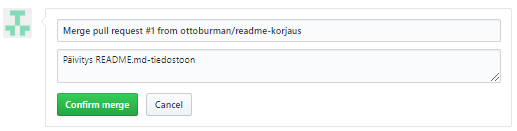 Merge pull request #1 from ottoburman/readme-korjaus
Päivitys README.md-tiedostoon
Confirm merge Cancel